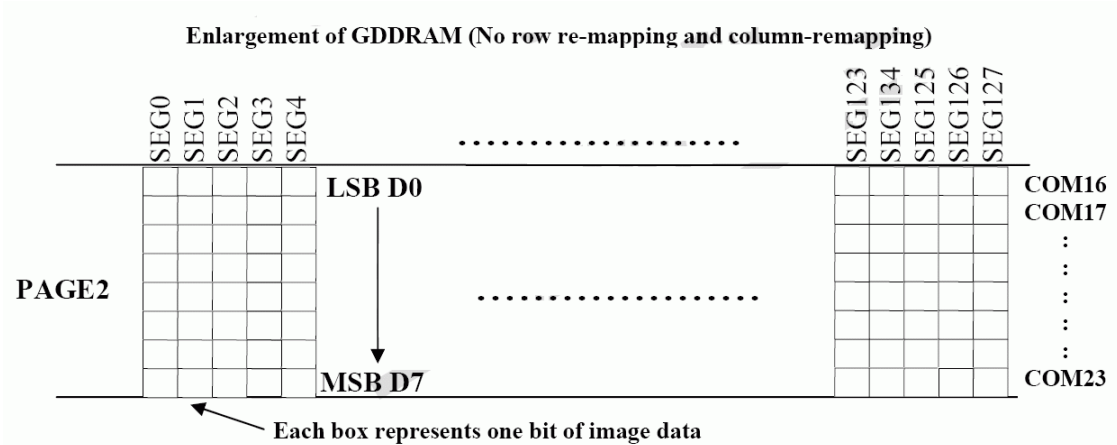 Enlargement of GDDRAM (No row re-mapping and column-remapping)
SEG0
SEG1
SEG2
SEG3
SEG4
....................
SEG123
SEG134
SEG125
SEG126
SEG127
LSB D0
COM16
COM17
:
:
PAGE2
....................
:
:
:
MSB D7
COM23
Each box represents one bit of image data